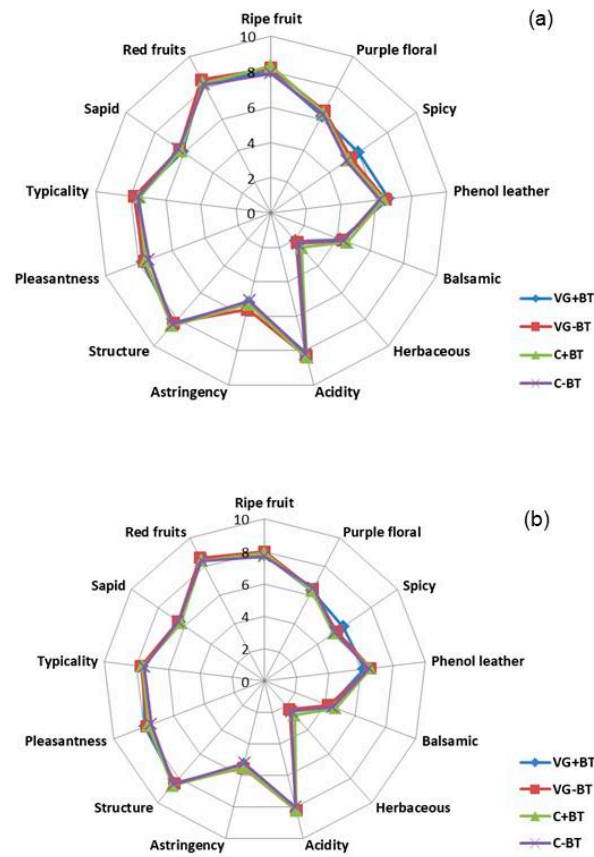 (a)
Ripe fruit
10
Red fruits
Purple floral
8
Sapid
Spicy
6
4
2
Typicality
Phenol leather
0
Pleasantness
Balsamic
Structure
Herbaceous
Astringency
Acidity
VG+BT
VG-BT
C+BT
C-BT
(b)
Ripe fruit
10
Red fruits
Purple floral
8
Sapid
Spicy
6
4
2
Typicality
Phenol leather
0
Pleasantness
Balsamic
Structure
Herbaceous
Astringency
Acidity
VG+BT
VG-BT
C+BT
C-BT